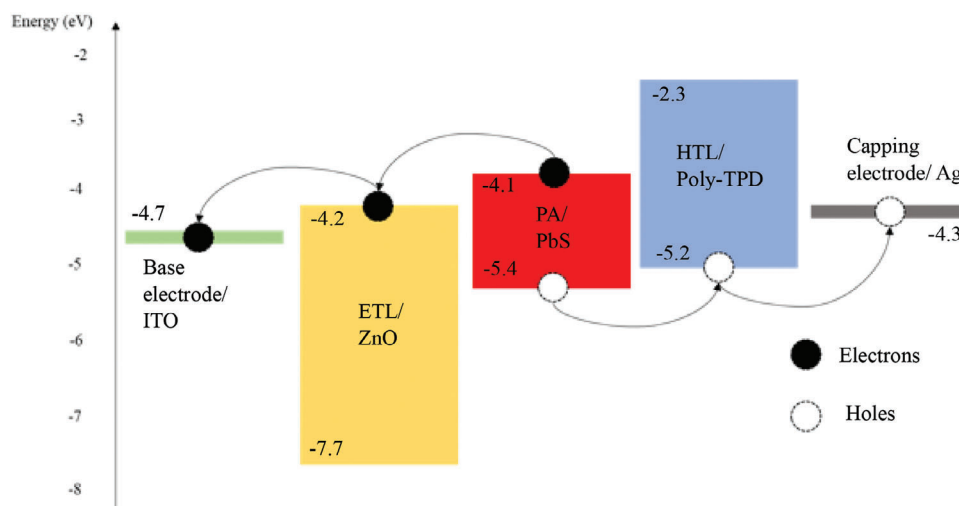 Energy (eV)
-2
-3
-4
-5
-6
-7
-8
-4.7
Base
electrode/
ITO
-4.2
ETL/
ZnO
-7.7
-4.1
PA/
PbS
-5.4
-2.3
HTL/
Poly-TPD
-5.2
Capping
electrode/ Ag
-4.3
Electrons
Holes